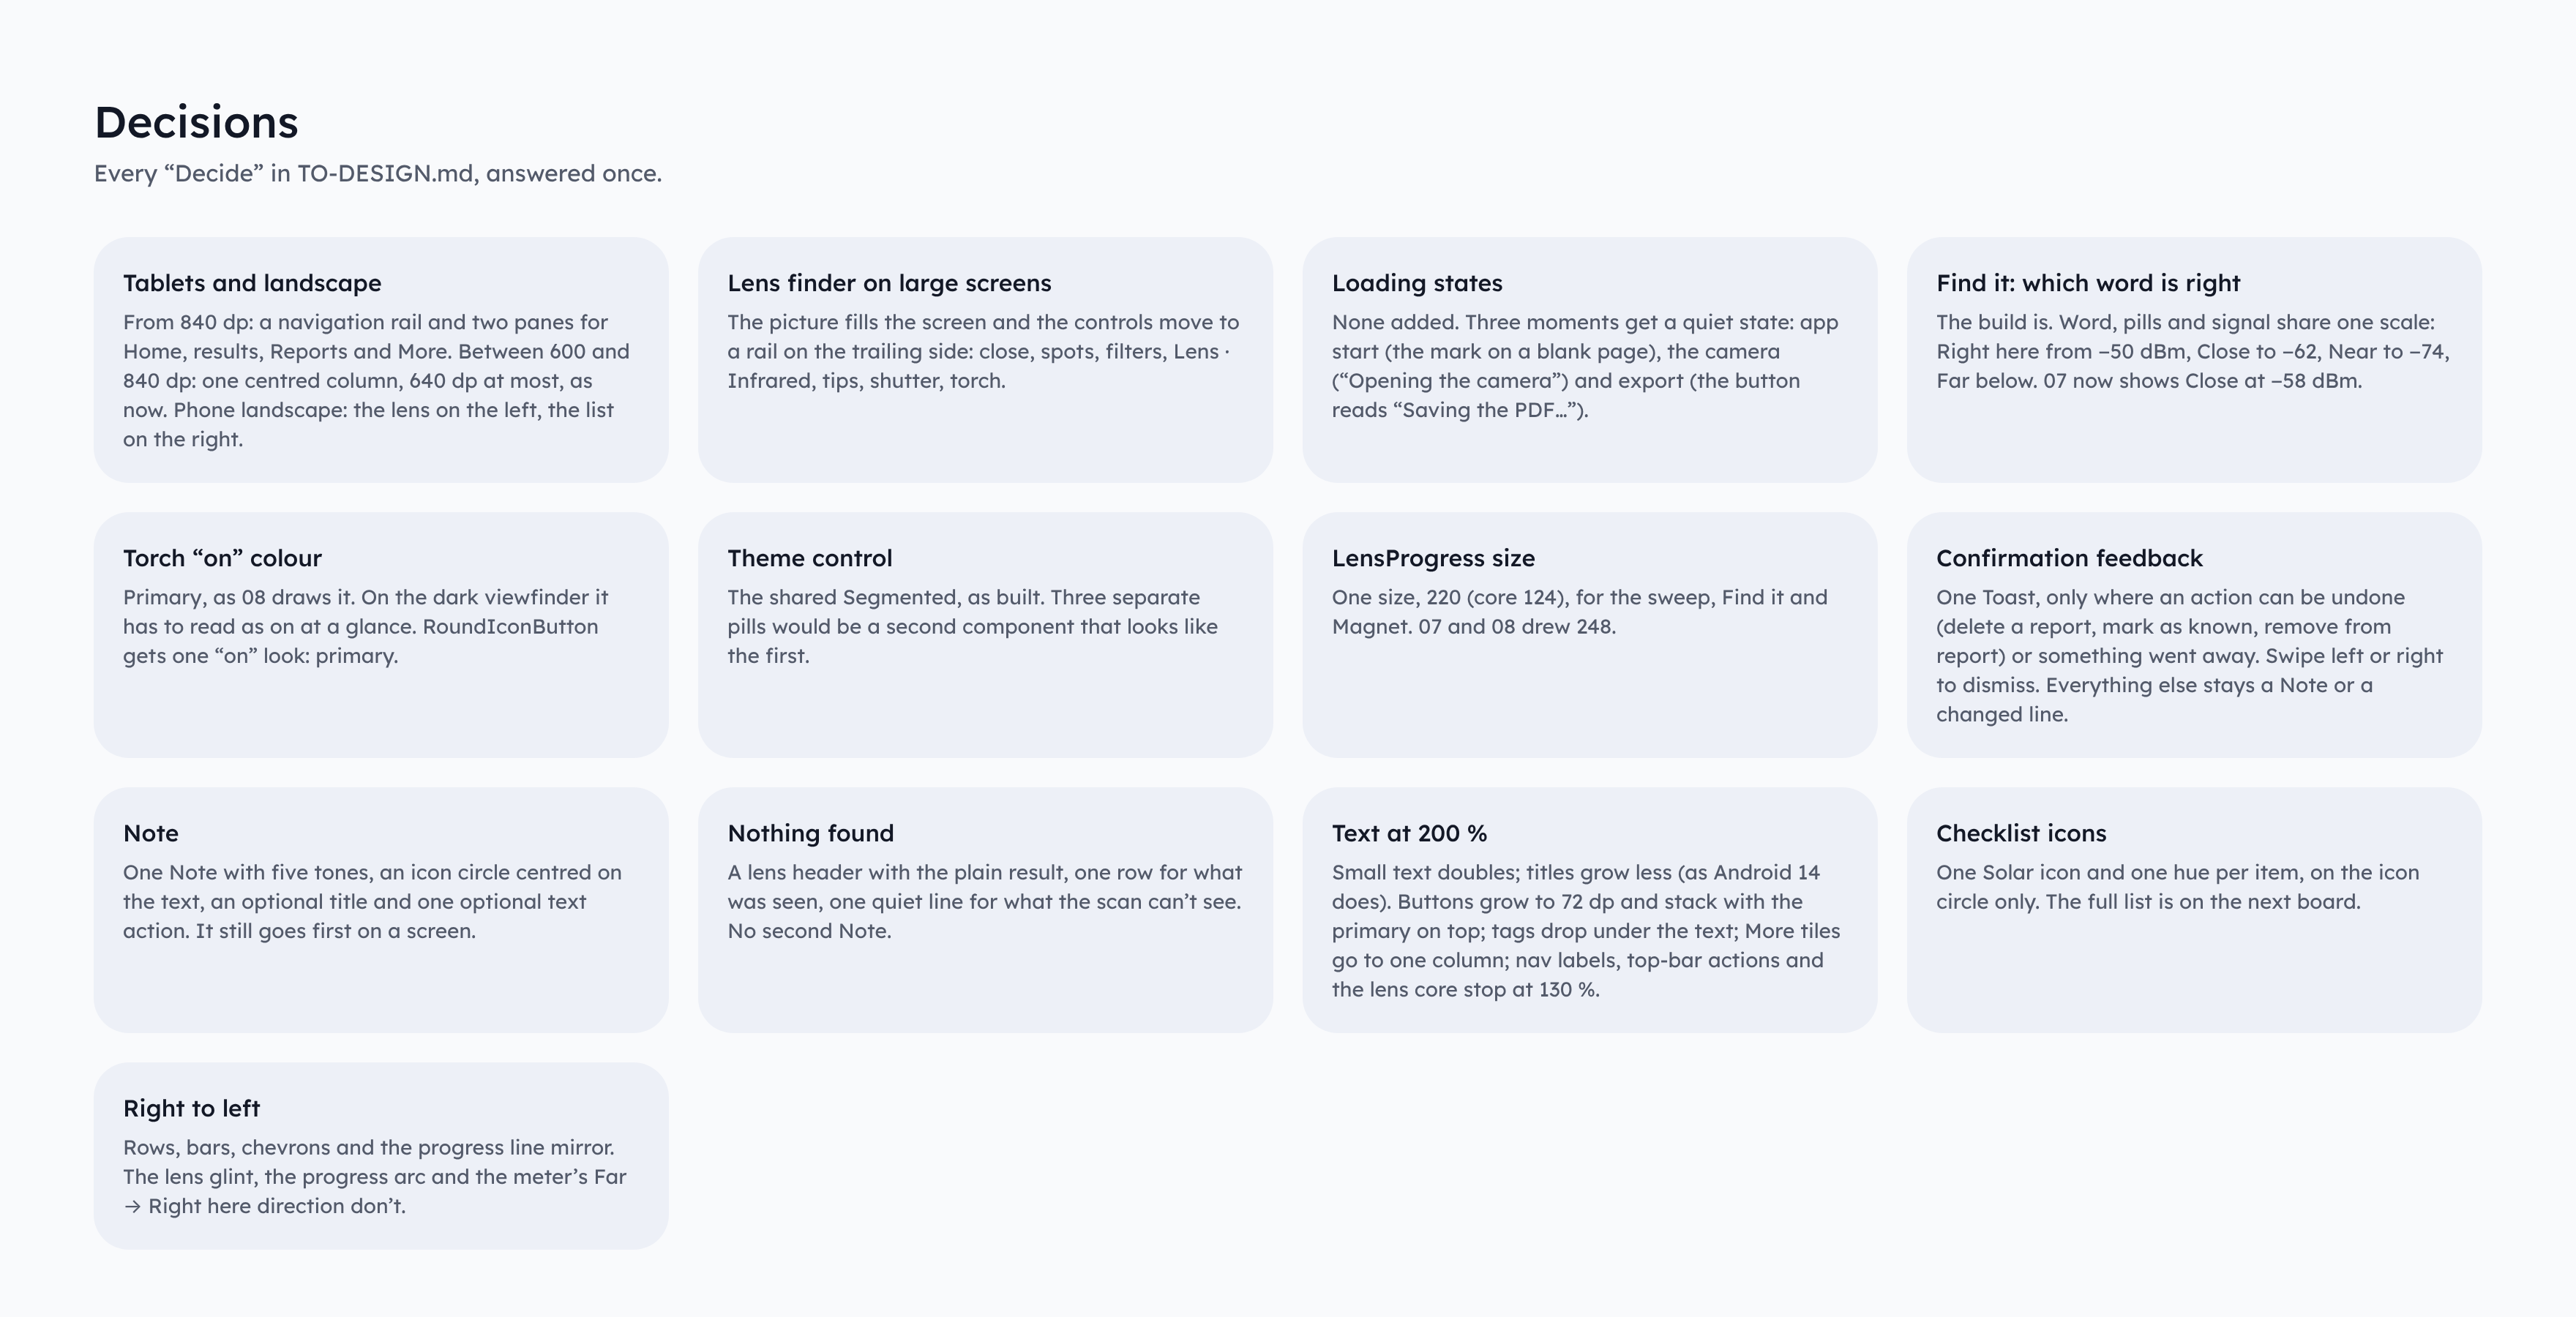 Decisions
Every “Decide” in TO-DESIGN.md, answered once.
Tablets and landscape
From 840 dp: a navigation rail and two panes for
Home, results, Reports and More. Between 600 and
840 dp: one centred column, 640 dp at most, as
now. Phone landscape: the lens on the left, the list
on the right.
Lens finder on large screens
The picture fills the screen and the controls move to
a rail on the trailing side: close, spots, filters, Lens ·
Infrared, tips, shutter, torch.
Loading states
None added. Three moments get a quiet state: app
start (the mark on a blank page), the camera
(“Opening the camera”) and export (the button
reads “Saving the PDF…”).
Find it: which word is right
The build is. Word, pills and signal share one scale:
Right here from −50 dBm, Close to −62, Near to −74,
Far below. 07 now shows Close at −58 dBm.
Torch “on” colour
Primary, as 08 draws it. On the dark viewfinder it
has to read as on at a glance. RoundIconButton
gets one “on” look: primary.
Theme control
The shared Segmented, as built. Three separate
pills would be a second component that looks like
the first.
LensProgress size
One size, 220 (core 124), for the sweep, Find it and
Magnet. 07 and 08 drew 248.
Confirmation feedback
One Toast, only where an action can be undone
(delete a report, mark as known, remove from
report) or something went away. Swipe left or right
to dismiss. Everything else stays a Note or a
changed line.
Note
One Note with five tones, an icon circle centred on
the text, an optional title and one optional text
action. It still goes first on a screen.
Nothing found
A lens header with the plain result, one row for what
was seen, one quiet line for what the scan can’t see.
No second Note.
Text at 200 %
Small text doubles; titles grow less (as Android 14
does). Buttons grow to 72 dp and stack with the
primary on top; tags drop under the text; More tiles
go to one column; nav labels, top-bar actions and
the lens core stop at 130 %.
Checklist icons
One Solar icon and one hue per item, on the icon
circle only. The full list is on the next board.
Right to left
Rows, bars, chevrons and the progress line mirror.
The lens glint, the progress arc and the meter’s Far
→ Right here direction don’t.